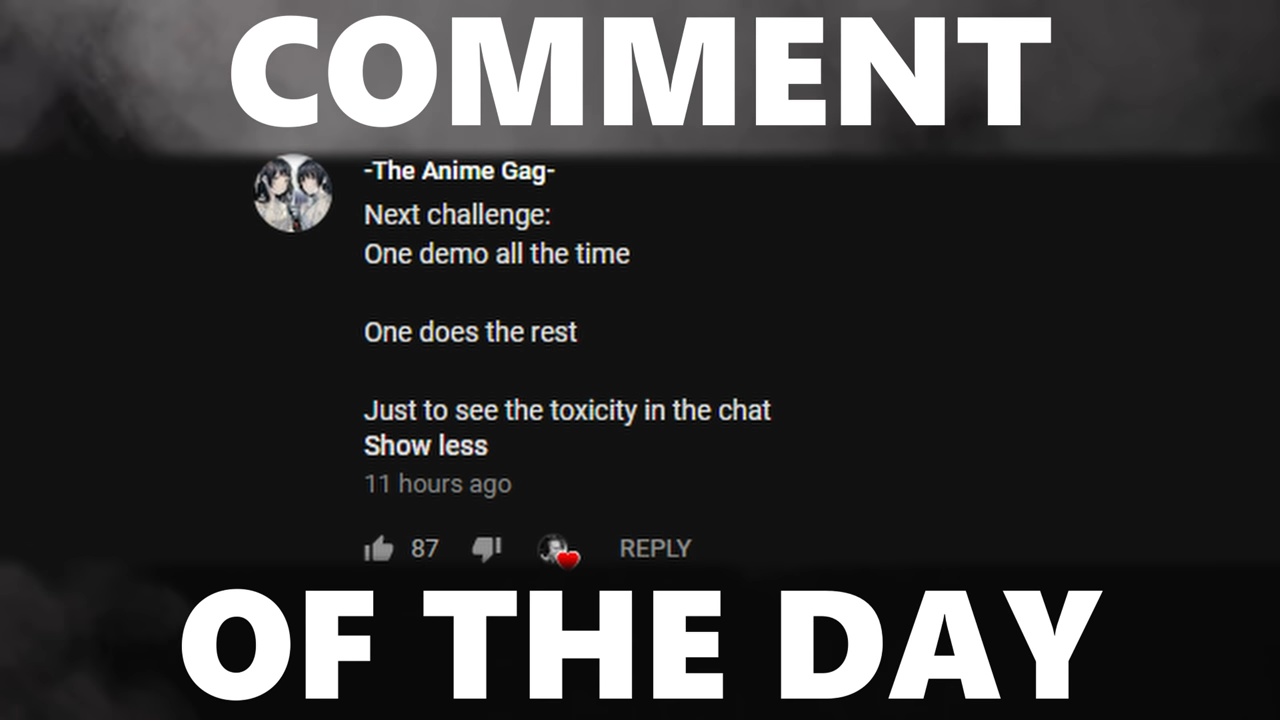 COMMENT
-The Anime Gag-
Next challenge:
One demo all the time
One does the rest
Just to see the toxicity in the chat
Show less
11 hours ago
87 REPLY
OF THE DAY